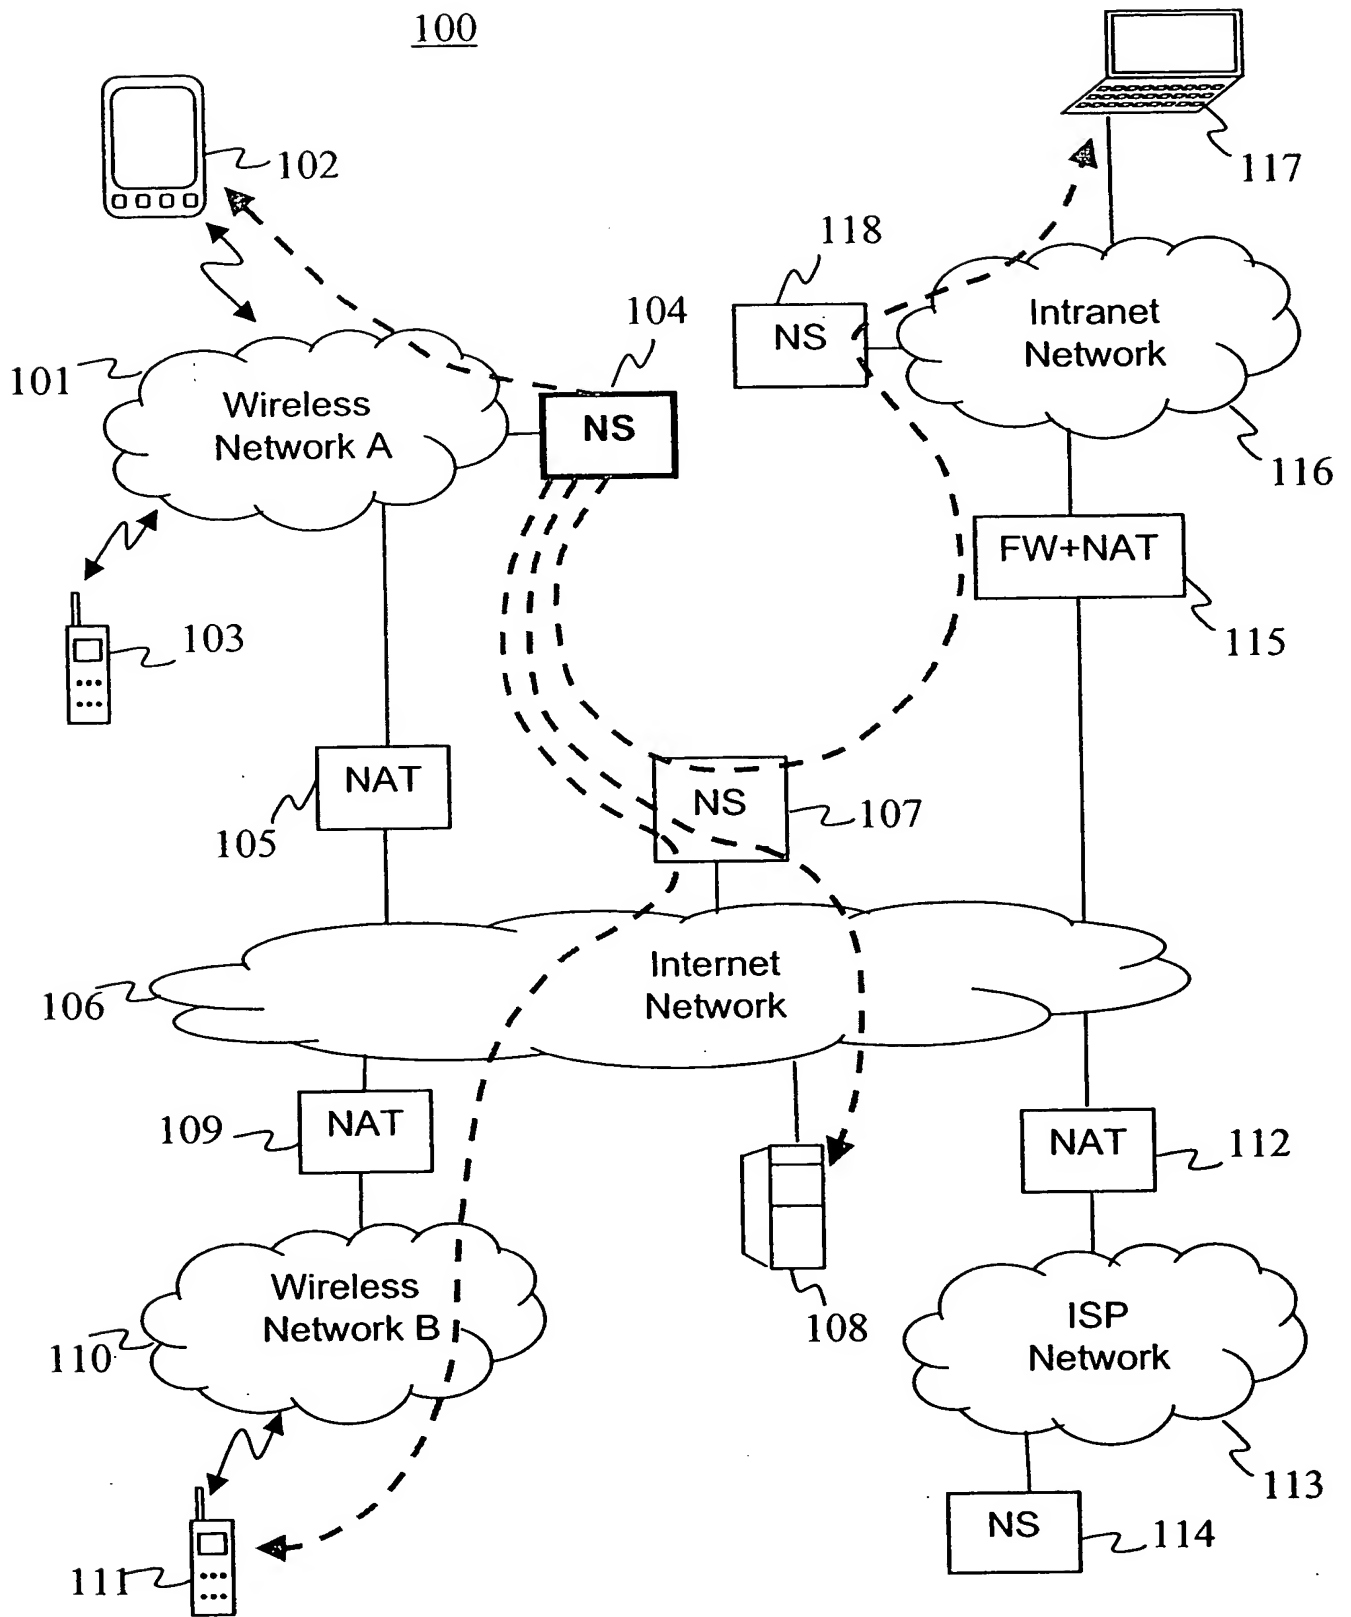 100
102
117
118
104
NS
Intranet
Network
101
Wireless
Network A
NS
116
FW+NAT
103
115
NAT
NS
107
105
Internet
Network
106
NAT
109
NAT
112
Wireless
Network B
108
ISP
Network
110
113
NS
114
111